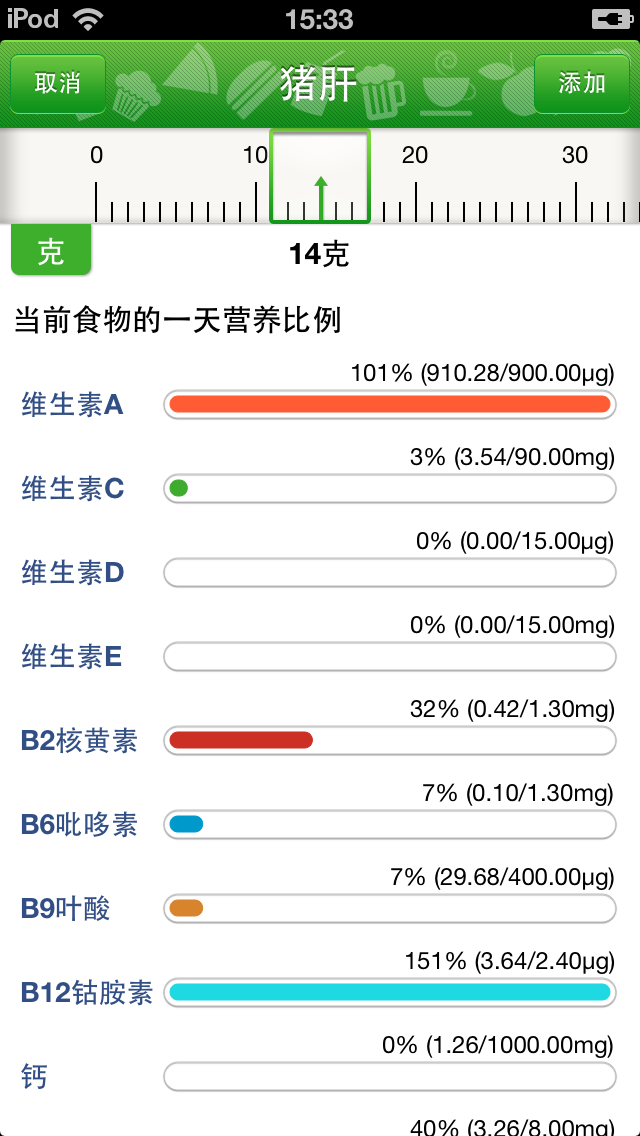 iPod 15:33
取消 猪肝 添加
0 10 20 30
克 14克
当前食物的一天营养比例
101% (910.28/900.00µg)
维生素A
3% (3.54/90.00mg)
维生素C
0% (0.00/15.00µg)
维生素D
0% (0.00/15.00mg)
维生素E
32% (0.42/1.30mg)
B2核黄素
7% (0.10/1.30mg)
B6吡哆素
7% (29.68/400.00µg)
B9叶酸
151% (3.64/2.40µg)
B12钴胺素
0% (1.26/1000.00mg)
钙
40% (3.26/8.00mg)